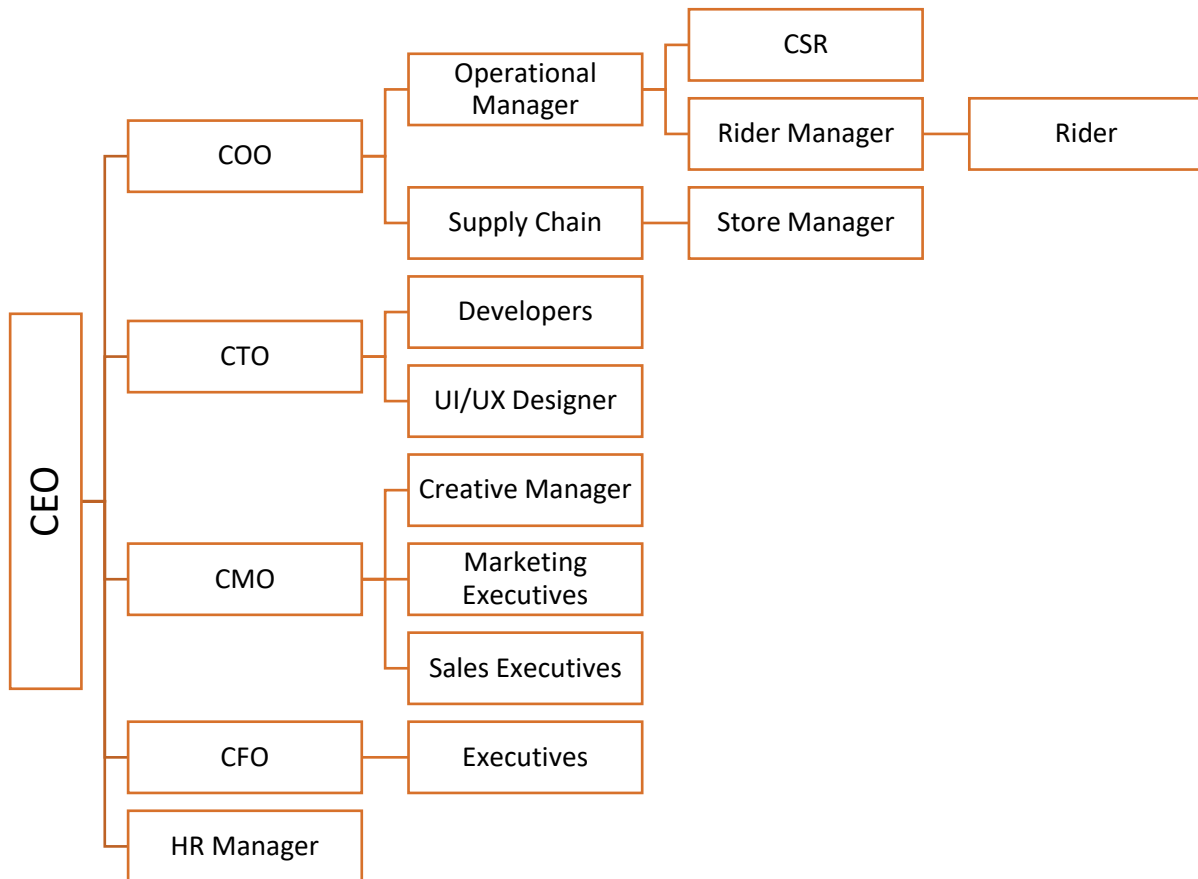 CEO
COO
Operational
Manager
CSR
Rider Manager
Rider
Supply Chain
Store Manager
CTO
Developers
UI/UX Designer
CMO
Creative Manager
Marketing
Executives
Sales Executives
CFO
Executives
HR Manager